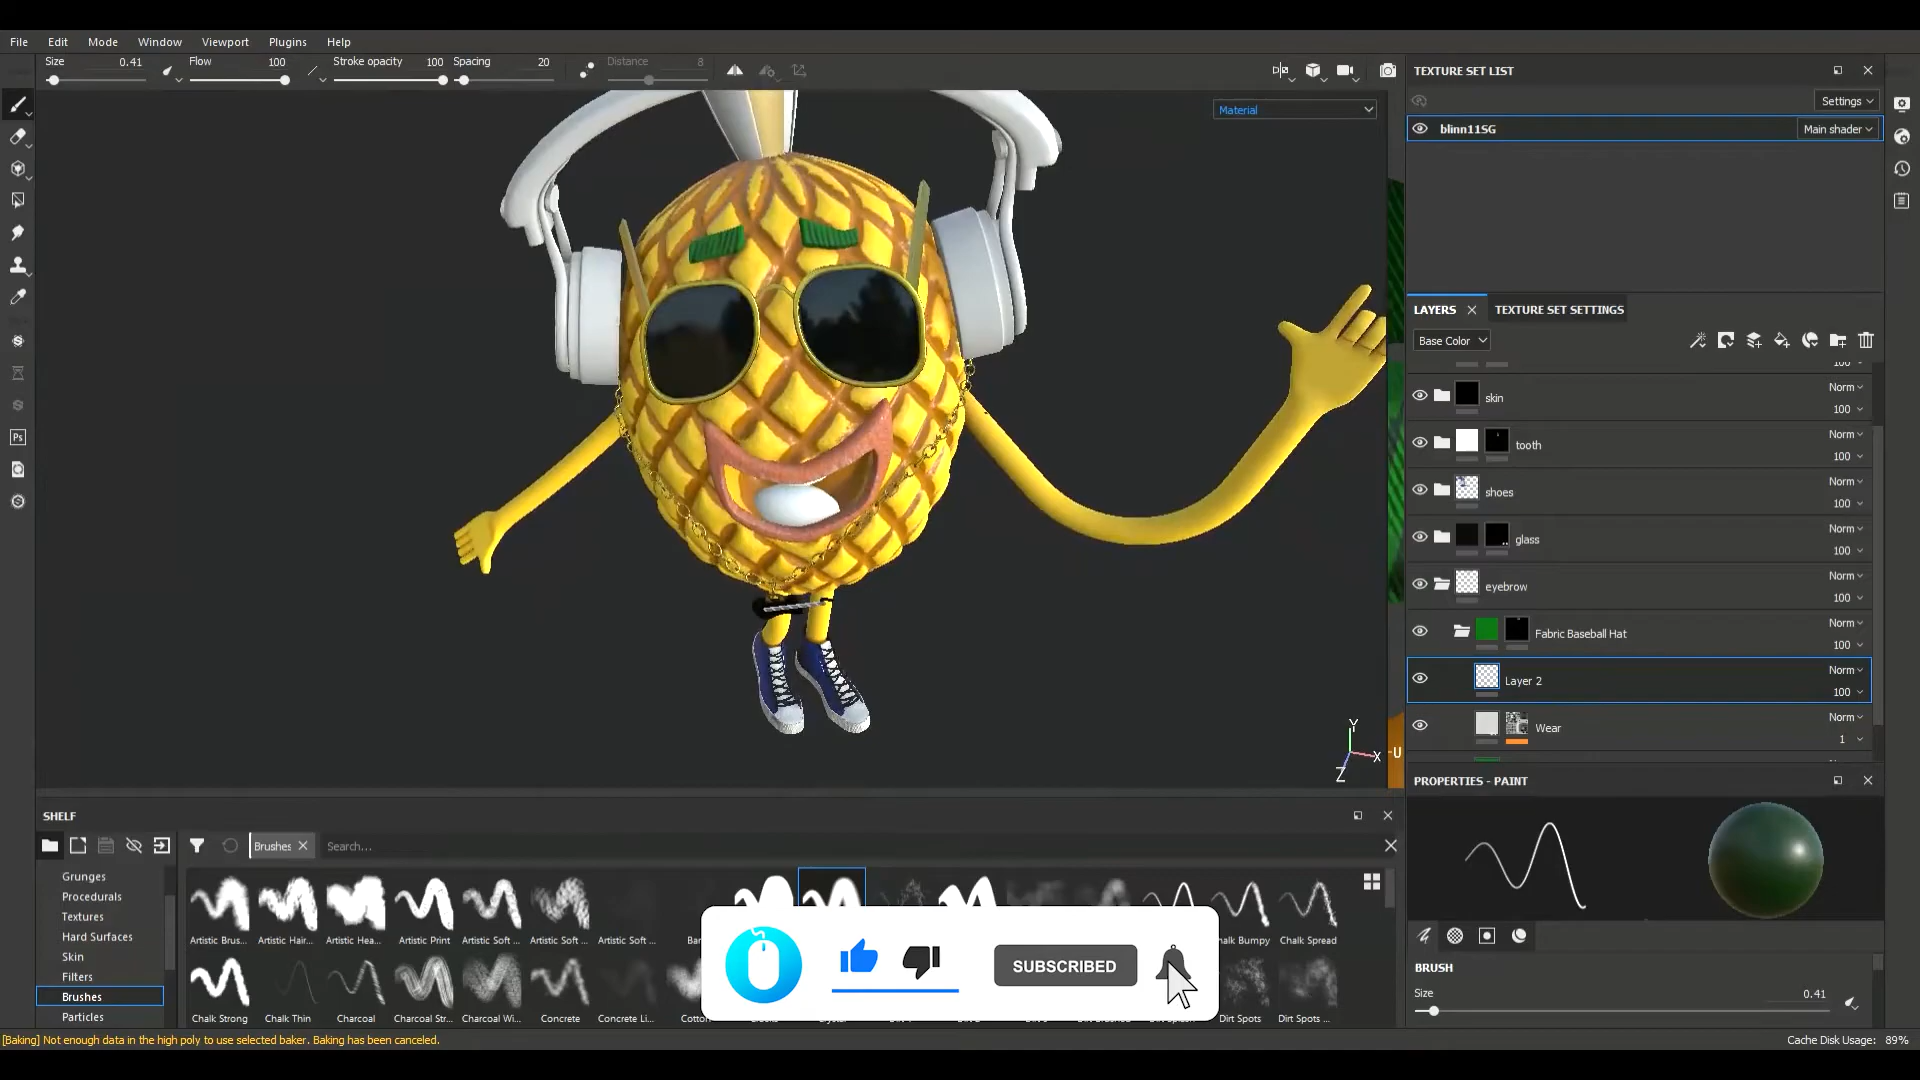 File Edit Mode Window Viewport Plugins Help
Size 0.41 Flow 100 Stroke opacity 100 Spacing 20 Distance 8
Material
TEXTURE SET LIST
Settings
blinn11SG Main shader
LAYERS TEXTURE SET SETTINGS
Base Color
Norm
skin 100
Norm
tooth 100
Norm
shoes 100
Norm
glass 100
Norm
eyebrow 100
Norm
Fabric Baseball Hat 100
Norm
Layer 2 100
Norm
Wear 1
Y
X
Z
-U
PROPERTIES - PAINT
SHELF
Brushes Search...
Grunges
Procedurals
Textures
Hard Surfaces
Skin
Filters
Brushes
Particles
Artistic Brus... Artistic Hair... Artistic Hea... Artistic Print Artistic Soft ... Artistic Soft ... Artistic Soft ... Chalk Spread
Chalk Strong Chalk Thin Charcoal Charcoal Str... Charcoal Wi... Concrete Concrete Li... Dirt Spots Dirt Spots ...
SUBSCRIBED
Ps
BRUSH
Size 0.41
[Baking] Not enough data in the high poly to use selected baker. Baking has been canceled.
Cache Disk Usage: 89%